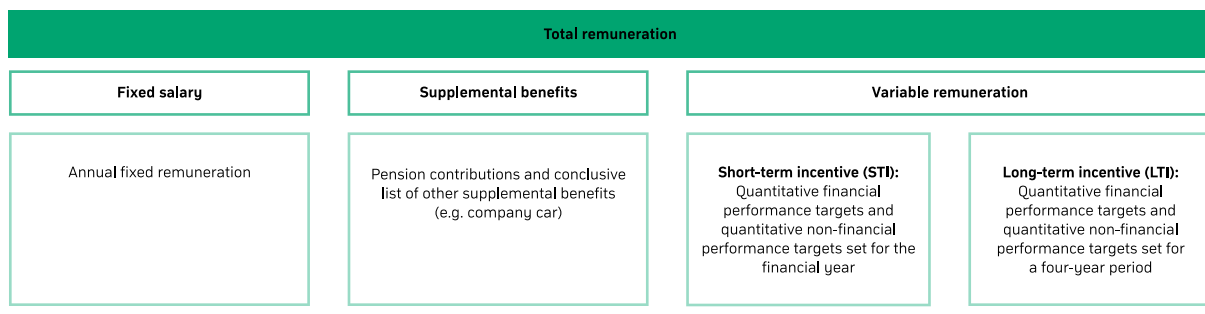 Total remuneration
Fixed salary
Supplemental benefits
Variable remuneration
Annual fixed remuneration
Pension contributions and conclusive
list of other supplemental benefits
(e.g. company car)
Short-term incentive (STI):
Quantitative financial
performance targets and
quantitative non-financial
performance targets set for the
financial year
Long-term incentive (LTI):
Quantitative financial
performance targets and
quantitative non-financial
performance targets set for
a four-year period